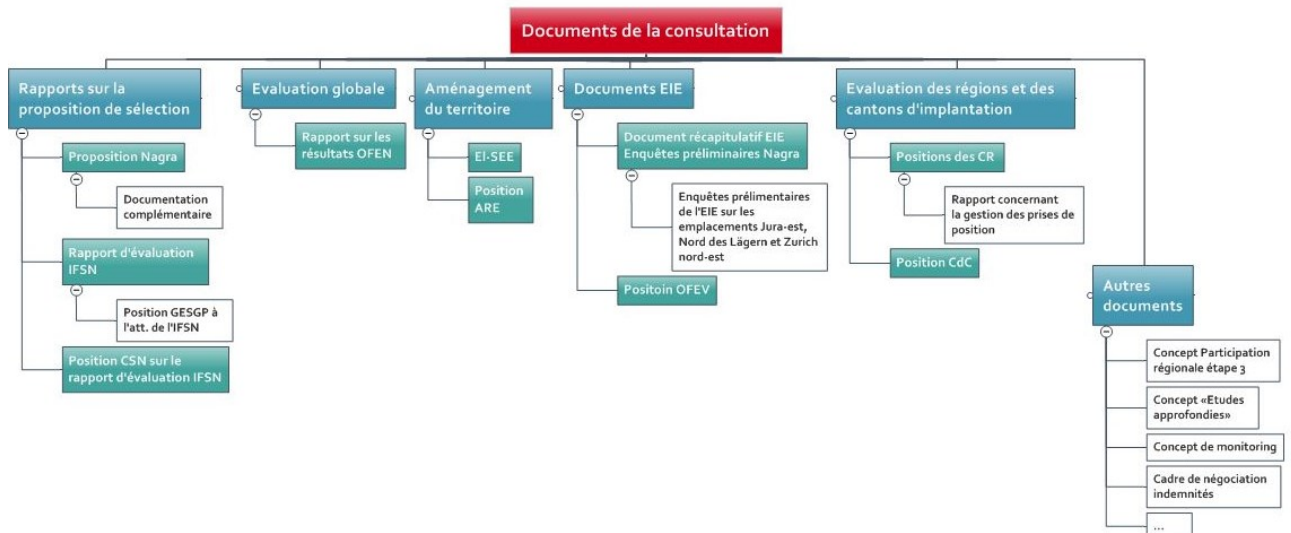 Documents de la consultation
Rapports sur la
proposition de sélection
Proposition Nagra
Documentation
complémentaire
Rapport d'évaluation
IFSN
Position GESGP à
l'att. de l'IFSN
Position CSN sur le
rapport d'évaluation IFSN
Evaluation globale
Rapport sur les
résultats OFEN
Aménagement
du territoire
EI-SEE
Position
ARE
Documents EIE
Document récapitulatif EIE
Enquêtes préliminaires Nagra
Enquêtes prélimentaires
de l'EIE sur les
emplacements Jura-est,
Nord des Lägern et Zurich
nord-est
Positoin OFEV
Evaluation des régions et des
cantons d'implantation
Positions des CR
Rapport concernant
la gestion des prises de
position
Position CdC
Autres
documents
Concept Participation
régionale étape 3
Concept «Etudes
approfondies»
Concept de monitoring
Cadre de négociation
indemnités
...